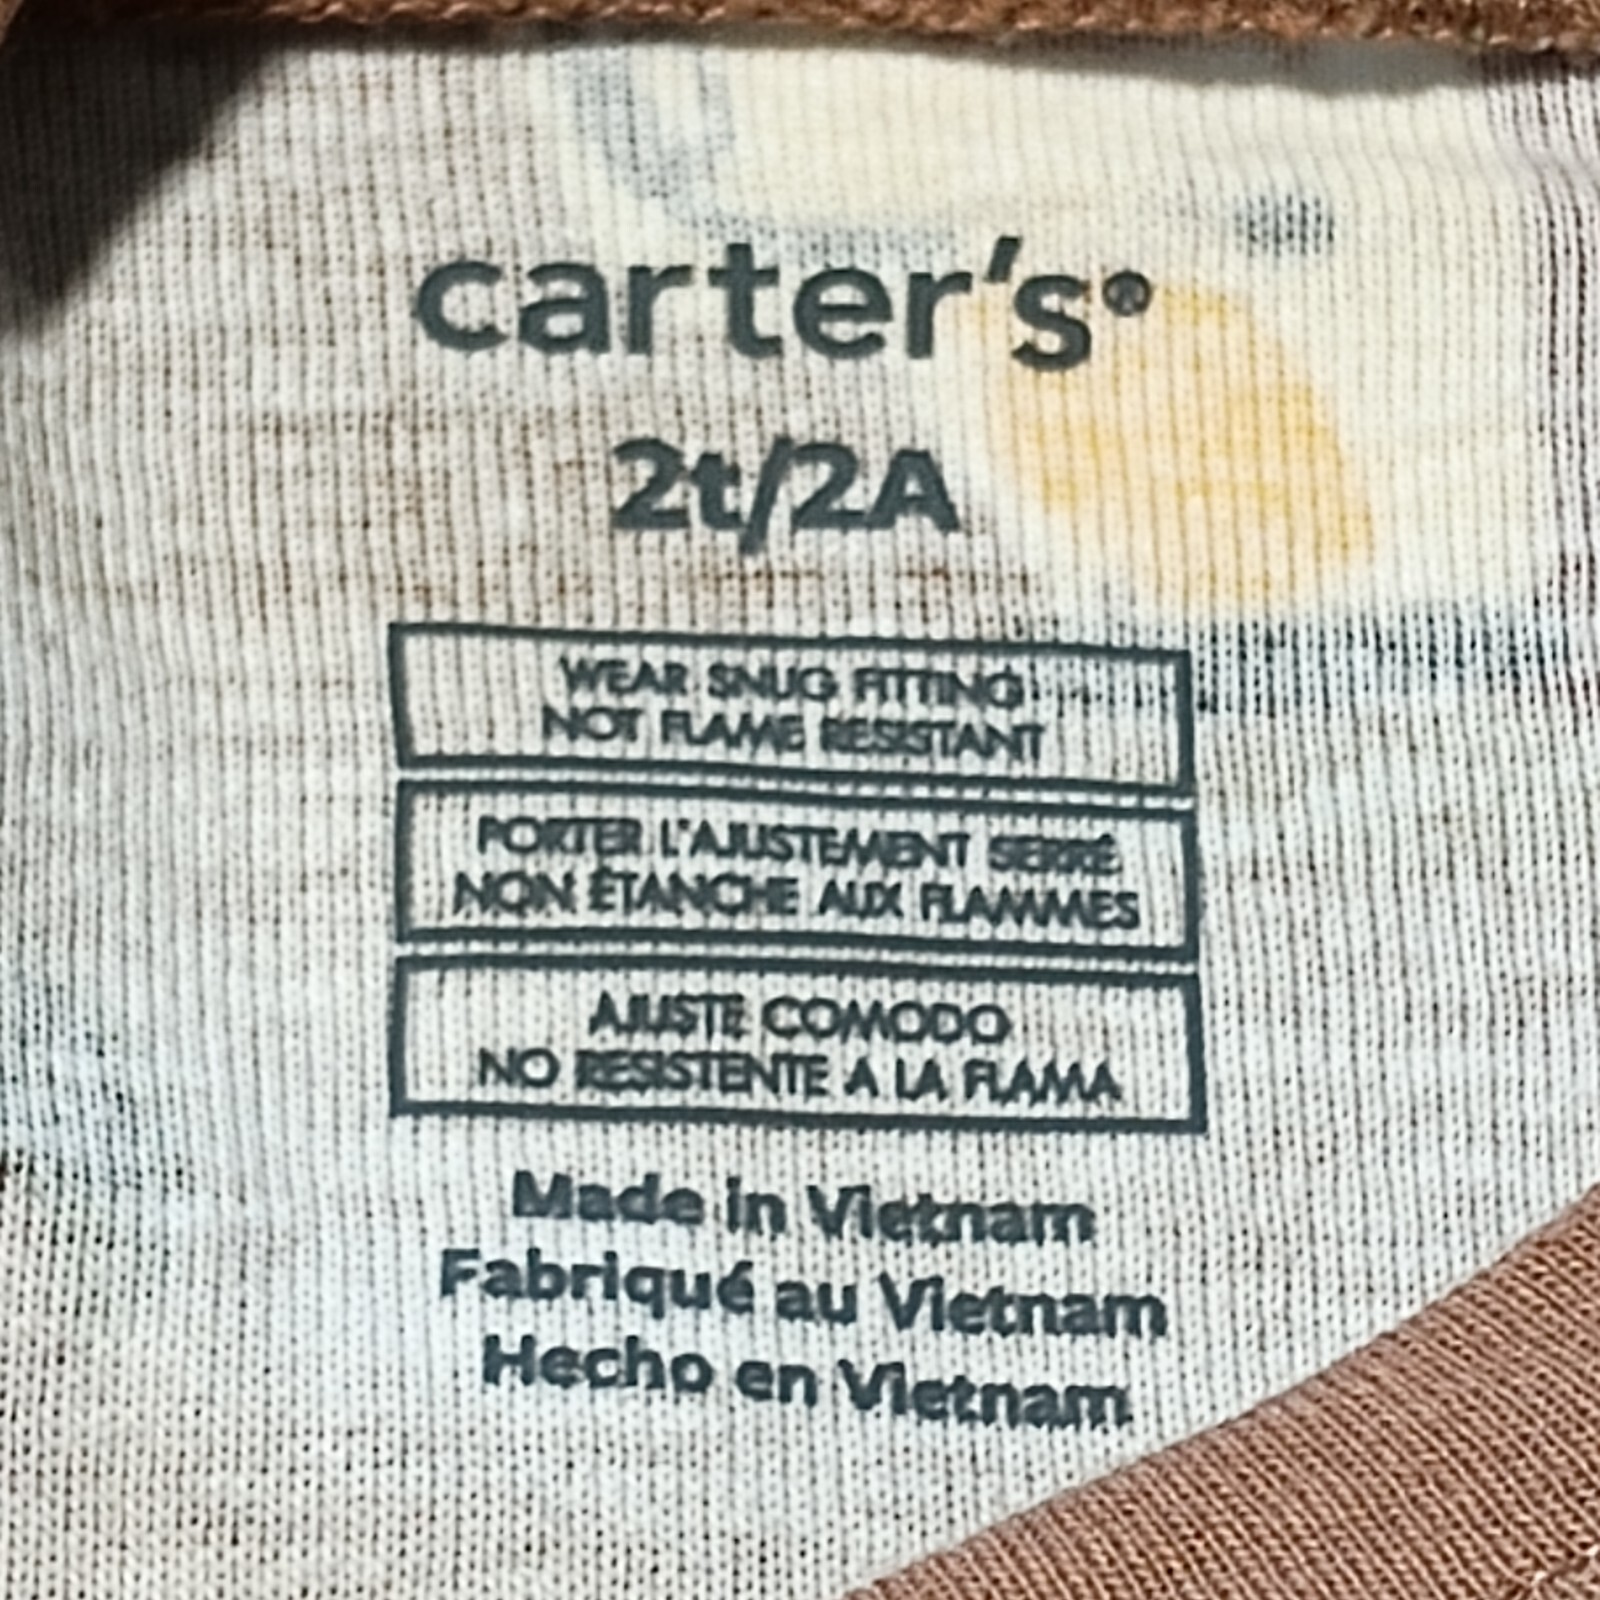 carter's®
2t/2A
WEAR SNUG FITTING
NOT FLAME RESISTANT
PORTER L'AJUSTEMENT SERRÉ
NON ÉTANCHE AUX FLAMMES
AJUSTE COMODO
NO RESISTENTE A LA FLAMA
Made in Vietnam
Fabriqué au Vietnam
Hecho en Vietnam